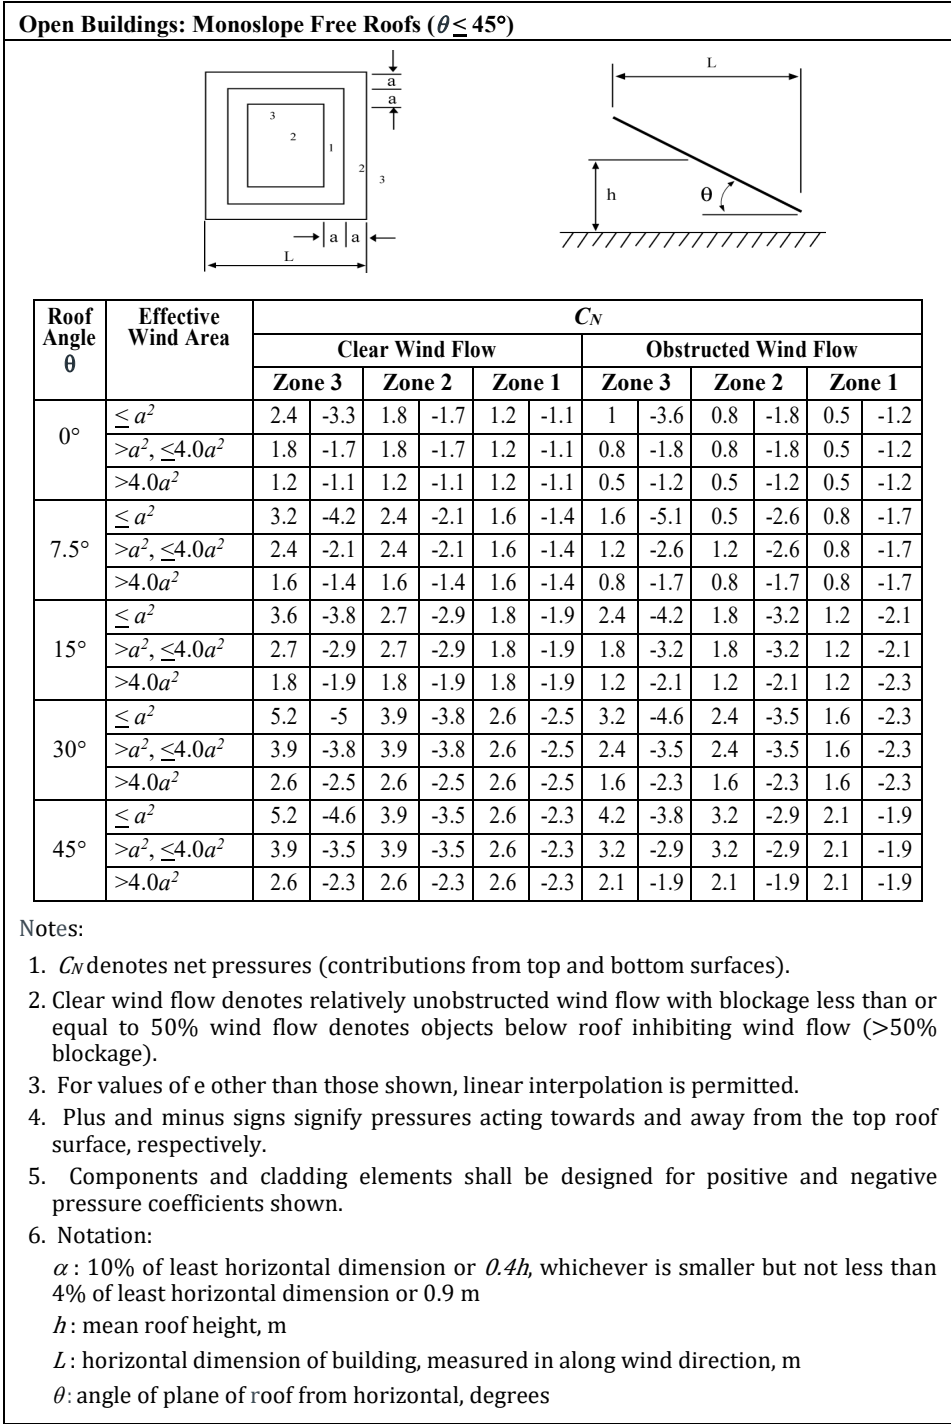 Open Buildings: Monoslope Free Roofs (θ ≤ 45°)
a
a
3
2
1
2
3
a a
L
L
h
θ
Roof Angle θ Effective Wind Area C_N
Clear Wind Flow Obstructed Wind Flow
Zone 3 Zone 2 Zone 1 Zone 3 Zone 2 Zone 1
0°
≤ a² 2.4 -3.3 1.8 -1.7 1.2 -1.1 1 -3.6 0.8 -1.8 0.5 -1.2
>a², ≤4.0a² 1.8 -1.7 1.8 -1.7 1.2 -1.1 0.8 -1.8 0.8 -1.8 0.5 -1.2
>4.0a² 1.2 -1.1 1.2 -1.1 1.2 -1.1 0.5 -1.2 0.5 -1.2 0.5 -1.2
7.5°
≤ a² 3.2 -4.2 2.4 -2.1 1.6 -1.4 1.6 -5.1 0.5 -2.6 0.8 -1.7
>a², ≤4.0a² 2.4 -2.1 2.4 -2.1 1.6 -1.4 1.2 -2.6 1.2 -2.6 0.8 -1.7
>4.0a² 1.6 -1.4 1.6 -1.4 1.6 -1.4 0.8 -1.7 0.8 -1.7 0.8 -1.7
15°
≤ a² 3.6 -3.8 2.7 -2.9 1.8 -1.9 2.4 -4.2 1.8 -3.2 1.2 -2.1
>a², ≤4.0a² 2.7 -2.9 2.7 -2.9 1.8 -1.9 1.8 -3.2 1.8 -3.2 1.2 -2.1
>4.0a² 1.8 -1.9 1.8 -1.9 1.8 -1.9 1.2 -2.1 1.2 -2.1 1.2 -2.3
30°
≤ a² 5.2 -5 3.9 -3.8 2.6 -2.5 3.2 -4.6 2.4 -3.5 1.6 -2.3
>a², ≤4.0a² 3.9 -3.8 3.9 -3.8 2.6 -2.5 2.4 -3.5 2.4 -3.5 1.6 -2.3
>4.0a² 2.6 -2.5 2.6 -2.5 2.6 -2.5 1.6 -2.3 1.6 -2.3 1.6 -2.3
45°
≤ a² 5.2 -4.6 3.9 -3.5 2.6 -2.3 4.2 -3.8 3.2 -2.9 2.1 -1.9
>a², ≤4.0a² 3.9 -3.5 3.9 -3.5 2.6 -2.3 3.2 -2.9 3.2 -2.9 2.1 -1.9
>4.0a² 2.6 -2.3 2.6 -2.3 2.6 -2.3 2.1 -1.9 2.1 -1.9 2.1 -1.9
Notes:
1. C_N denotes net pressures (contributions from top and bottom surfaces).
2. Clear wind flow denotes relatively unobstructed wind flow with blockage less than or
equal to 50% wind flow denotes objects below roof inhibiting wind flow (>50%
blockage).
3. For values of e other than those shown, linear interpolation is permitted.
4. Plus and minus signs signify pressures acting towards and away from the top roof
surface, respectively.
5. Components and cladding elements shall be designed for positive and negative
pressure coefficients shown.
6. Notation:
α : 10% of least horizontal dimension or 0.4h, whichever is smaller but not less than
4% of least horizontal dimension or 0.9 m
h : mean roof height, m
L : horizontal dimension of building, measured in along wind direction, m
θ : angle of plane of roof from horizontal, degrees